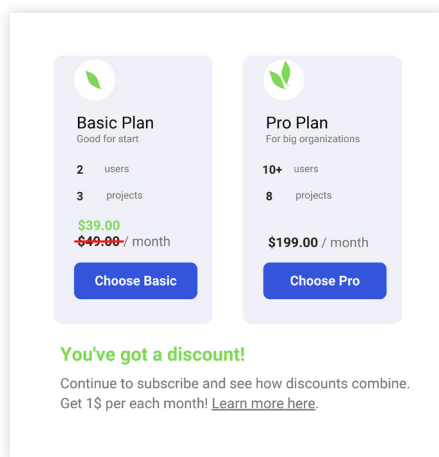 Basic Plan
Good for start
2 users
3 projects
$39.00
$49.00 / month
Choose Basic
Pro Plan
For big organizations
10+ users
8 projects
$199.00 / month
Choose Pro
You've got a discount!
Continue to subscribe and see how discounts combine.
Get 1$ per each month! Learn more here.